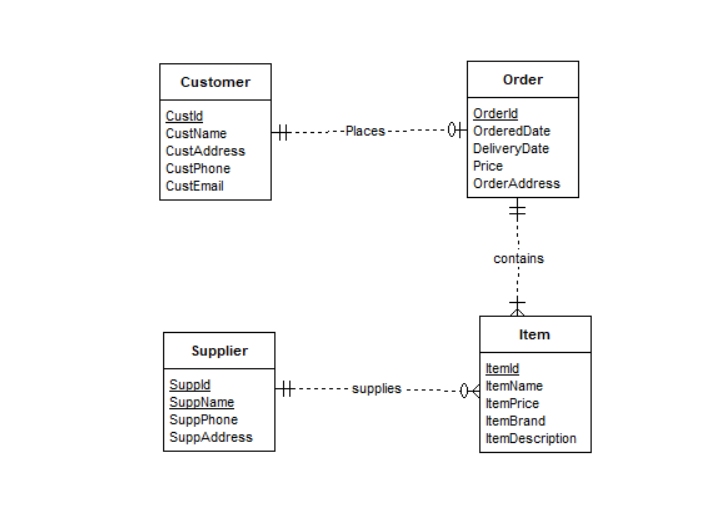 Customer
CustId
CustName
CustAddress
CustPhone
CustEmail
Places
Order
OrderId
OrderedDate
DeliveryDate
Price
OrderAddress
contains
Supplier
SuppId
SuppName
SuppPhone
SuppAddress
supplies
Item
ItemId
ItemName
ItemPrice
ItemBrand
ItemDescription